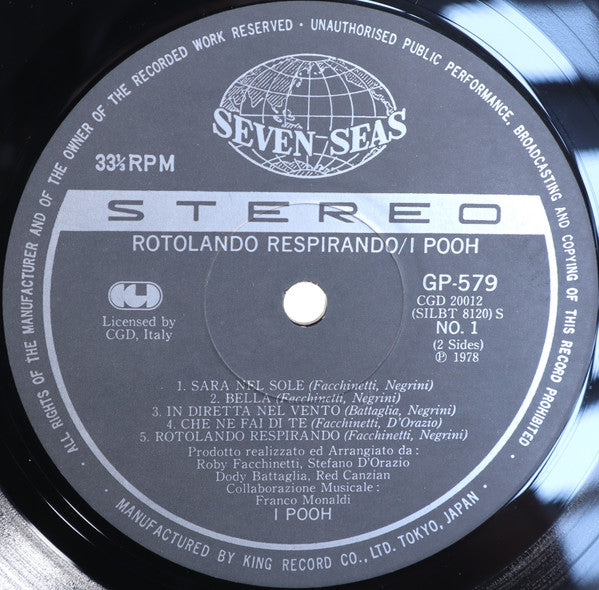 ALL RIGHTS OF THE MANUFACTURER AND OF THE OWNER OF THE RECORDED WORK RESERVED · UNAUTHORISED PUBLIC PERFORMANCE, BROADCASTING AND COPYING OF THIS RECORD PROHIBITED
SEVEN SEAS
33⅓ RPM
STEREO
ROTOLANDO RESPIRANDO/I POOH
GP-579
CGD 20012
(SILBT 8120) S
NO. 1
(2 Sides)
Ⓟ 1978
Licensed by
CGD, Italy
1. SARA NEL SOLE (Facchinetti, Negrini)
2. BELLA (Facchinetti, Negrini)
3. IN DIRETTA NEL VENTO (Battaglia, Negrini)
4. CHE NE FAI DI TE (Facchinetti, D'Orazio)
5. ROTOLANDO RESPIRANDO (Facchinetti, Negrini)
Prodotto realizzato ed Arrangiato da :
Roby Facchinetti, Stefano D'Orazio
Dody Battaglia, Red Canzian
Collaborazione Musicale :
Franco Monaldi
I POOH
MANUFACTURED BY KING RECORD CO., LTD. TOKYO, JAPAN